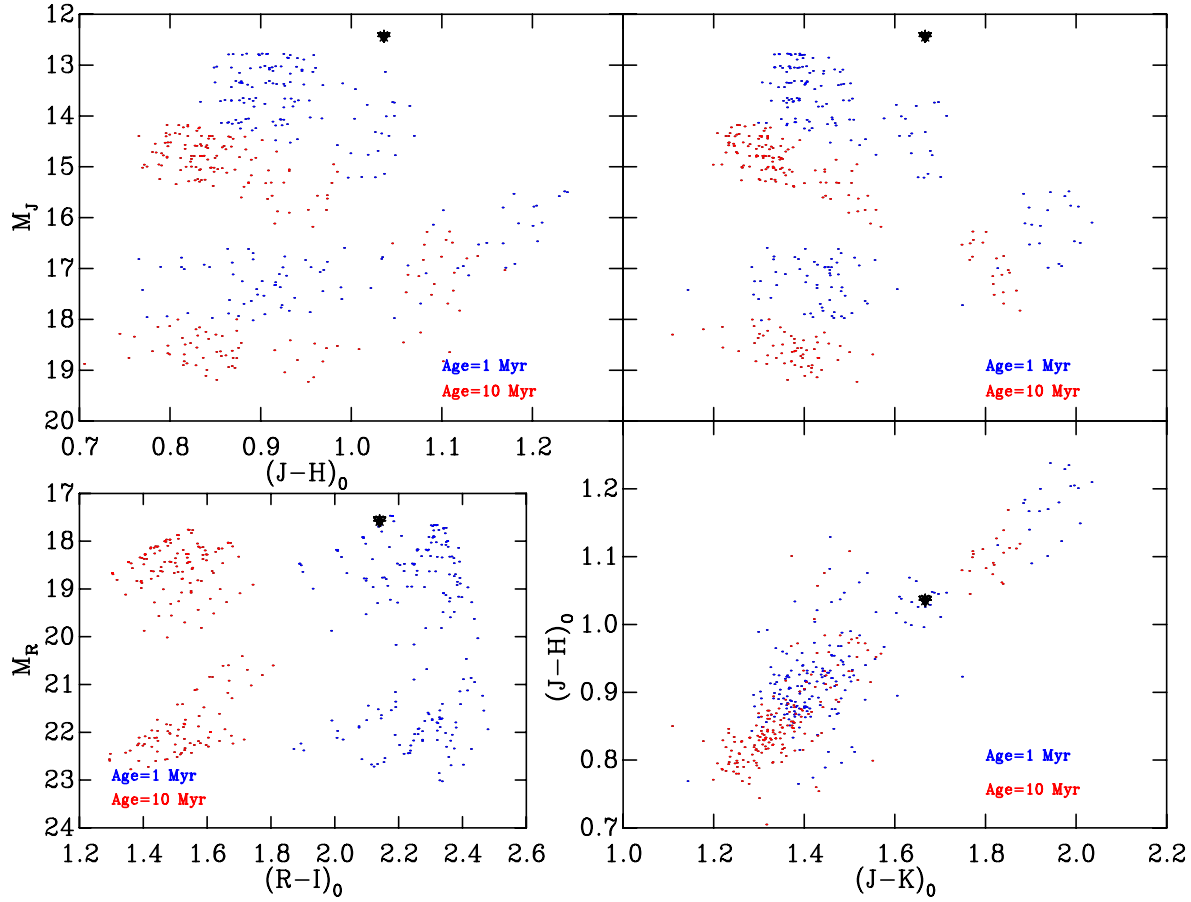 12
13
14
15
16
17
18
19
20
M_J
Age=1 Myr
Age=10 Myr
0.7 0.8 0.9 1.0 1.1 1.2
(J−H)_0
Age=1 Myr
Age=10 Myr
17
18
19
20
21
22
23
24
M_R
Age=1 Myr
Age=10 Myr
1.2 1.4 1.6 1.8 2.0 2.2 2.4 2.6
(R−I)_0
1.2
1.1
1.0
0.9
0.8
0.7
(J−H)_0
Age=1 Myr
Age=10 Myr
1.0 1.2 1.4 1.6 1.8 2.0 2.2
(J−K)_0